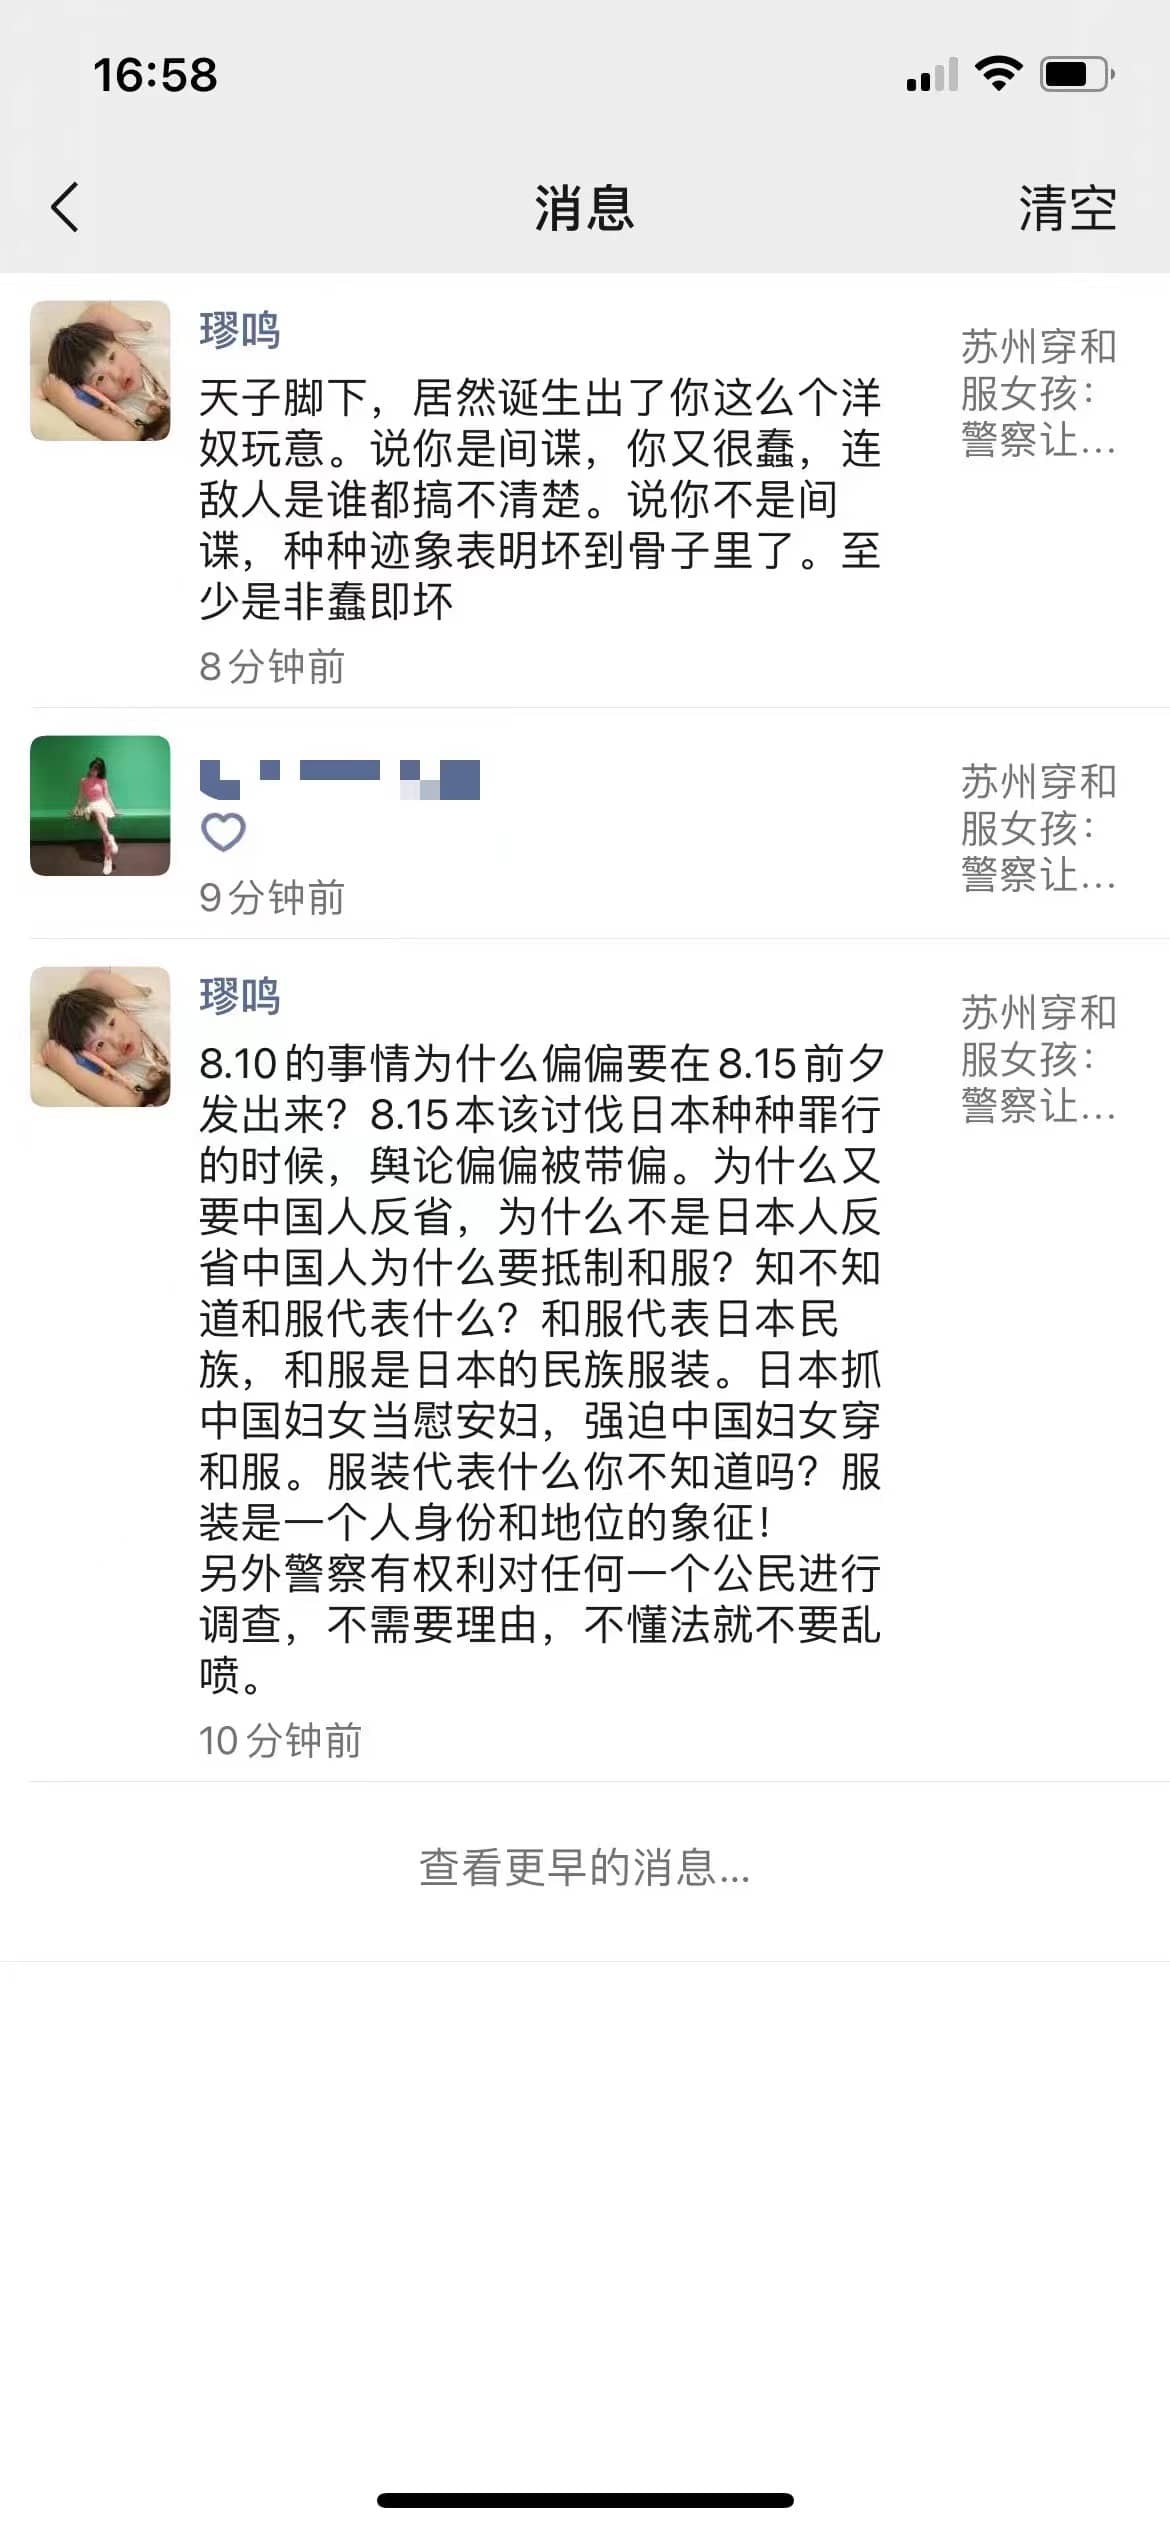 16:58
消息
清空
璆鸣
天子脚下，居然诞生出了你这么个洋
奴玩意。说你是间谍，你又很蠢，连
敌人是谁都搞不清楚。说你不是间
谍，种种迹象表明坏到骨子里了。至
少是非蠢即坏
8分钟前
苏州穿和
服女孩：
警察让...
9分钟前
苏州穿和
服女孩：
警察让...
璆鸣
8.10的事情为什么偏偏要在8.15前夕
发出来？8.15本该讨伐日本种种罪行
的时候，舆论偏偏被带偏。为什么又
要中国人反省，为什么不是日本人反
省中国人为什么要抵制和服？知不知
道和服代表什么？和服代表日本民
族，和服是日本的民族服装。日本抓
中国妇女当慰安妇，强迫中国妇女穿
和服。服装代表什么你不知道吗？服
装是一个人身份和地位的象征！
另外警察有权利对任何一个公民进行
调查，不需要理由，不懂法就不要乱
喷。
10分钟前
苏州穿和
服女孩：
警察让...
查看更早的消息...